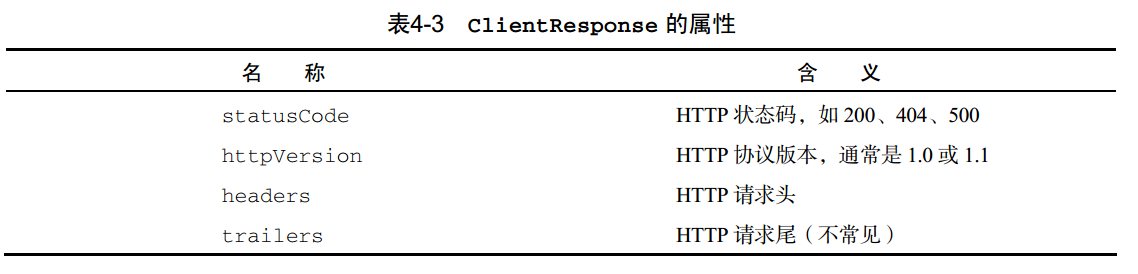 表4-3 ClientResponse 的属性
名 称 含 义
statusCode HTTP 状态码，如 200、404、500
httpVersion HTTP 协议版本，通常是 1.0 或 1.1
headers HTTP 请求头
trailers HTTP 请求尾（不常见）